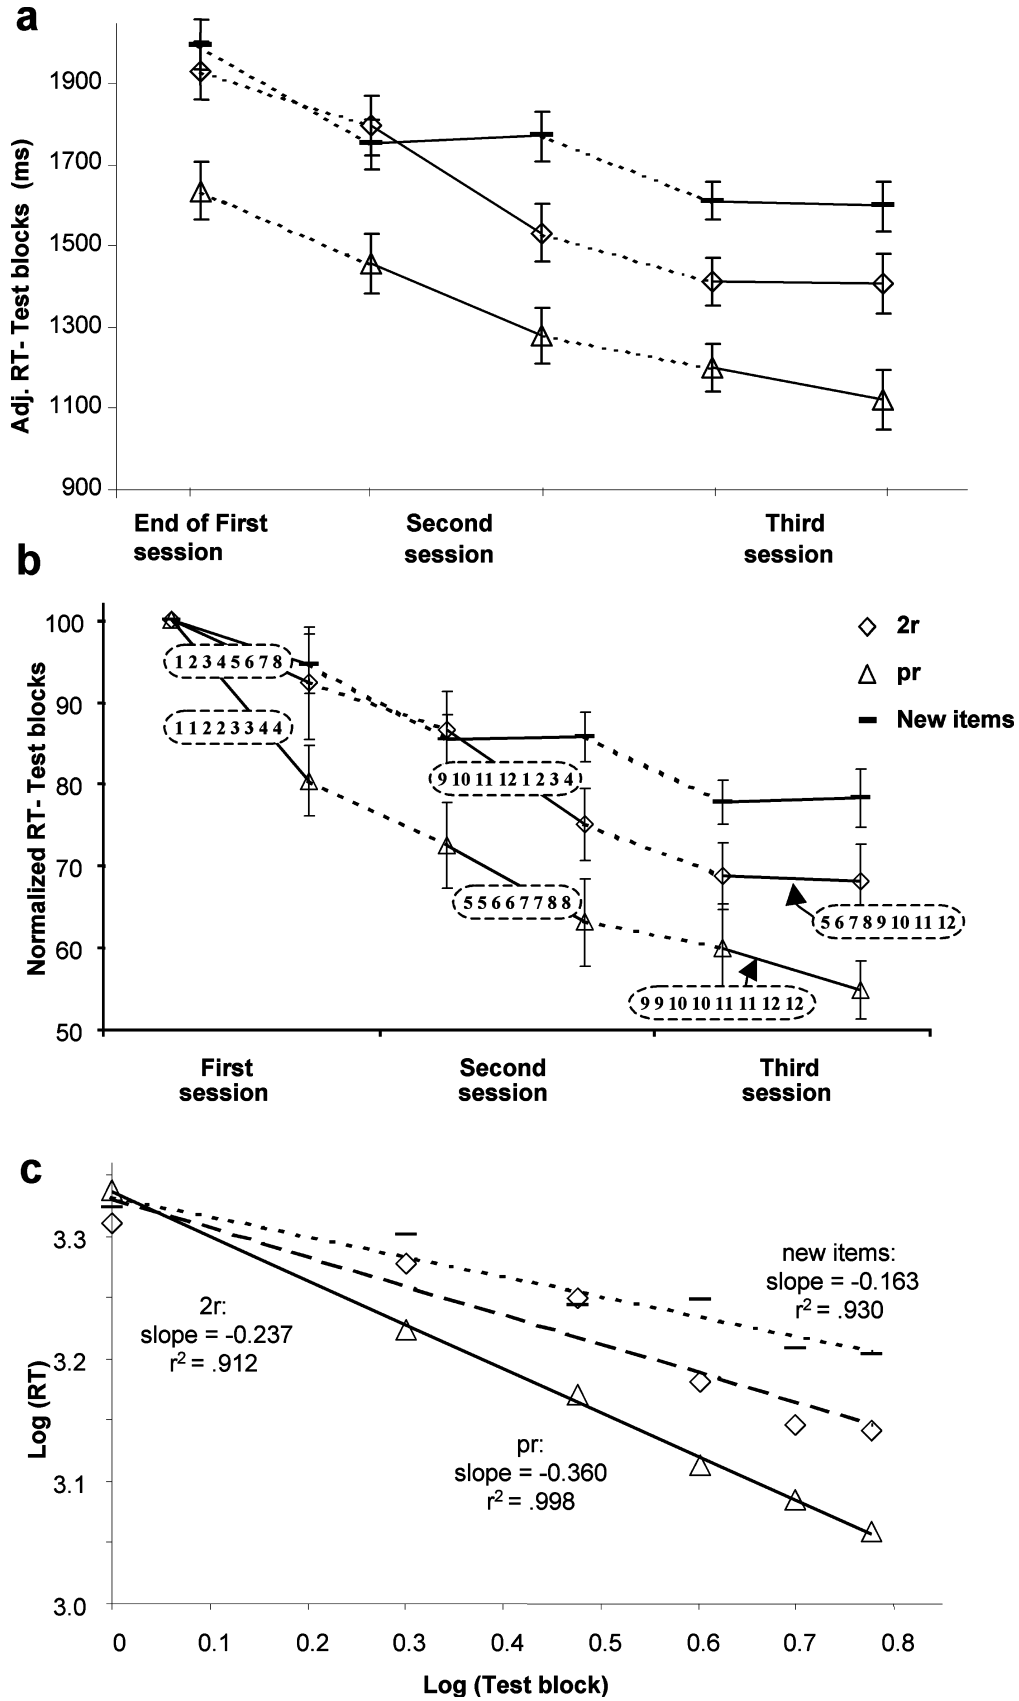 a
Adj. RT- Test blocks (ms)
1900
1700
1500
1300
1100
900
End of First
session
Second
session
Third
session
b
Normalized RT- Test blocks
100
90
80
70
60
50
1 2 3 4 5 6 7 8
1 1 2 2 3 3 4 4
9 10 11 12 1 2 3 4
5 5 6 6 7 7 8 8
5 6 7 8 9 10 11 12
9 9 10 10 11 11 12 12
2r
pr
New items
First
session
Second
session
Third
session
c
Log (RT)
3.3
3.2
3.1
3.0
new items:
slope = -0.163
r² = .930
2r:
slope = -0.237
r² = .912
pr:
slope = -0.360
r² = .998
0 0.1 0.2 0.3 0.4 0.5 0.6 0.7 0.8
Log (Test block)